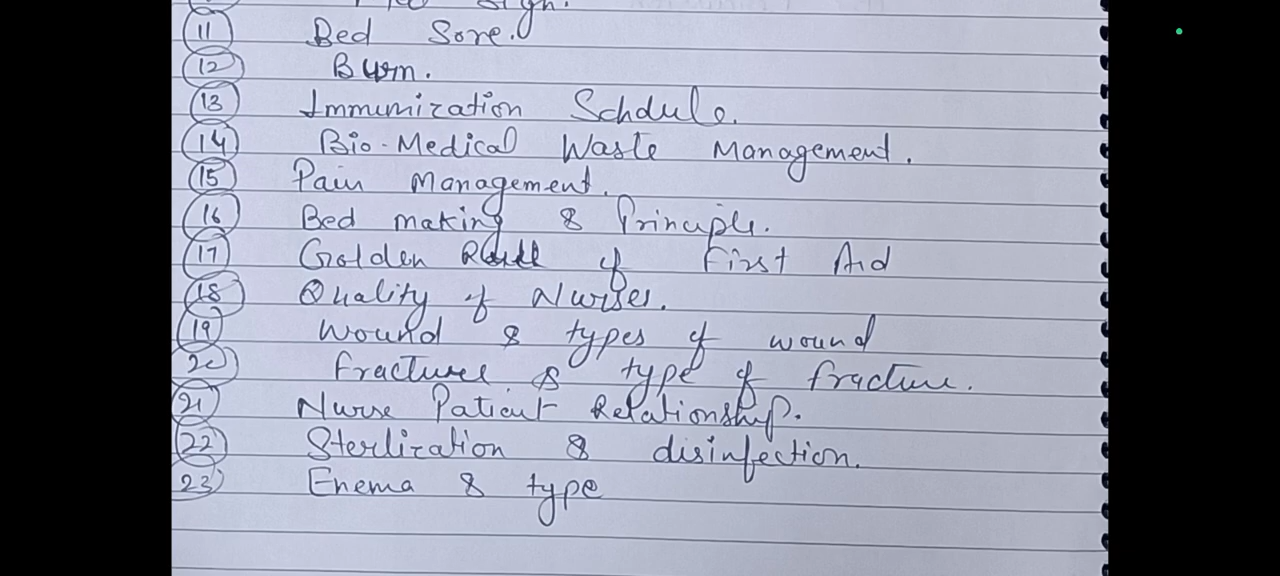 11 Bed Sore.
12 Burn.
13 Immunization Schdule.
14 Bio-Medical Waste Management.
15 Pain Management.
16 Bed making & Principle.
17 Golden Rule of First Aid
18 Quality of Nurses.
19 Wound & types of wound
20 Fracture & type of fracture.
21 Nurse Patient Relationship.
22 Sterlization & disinfection.
23 Enema & type